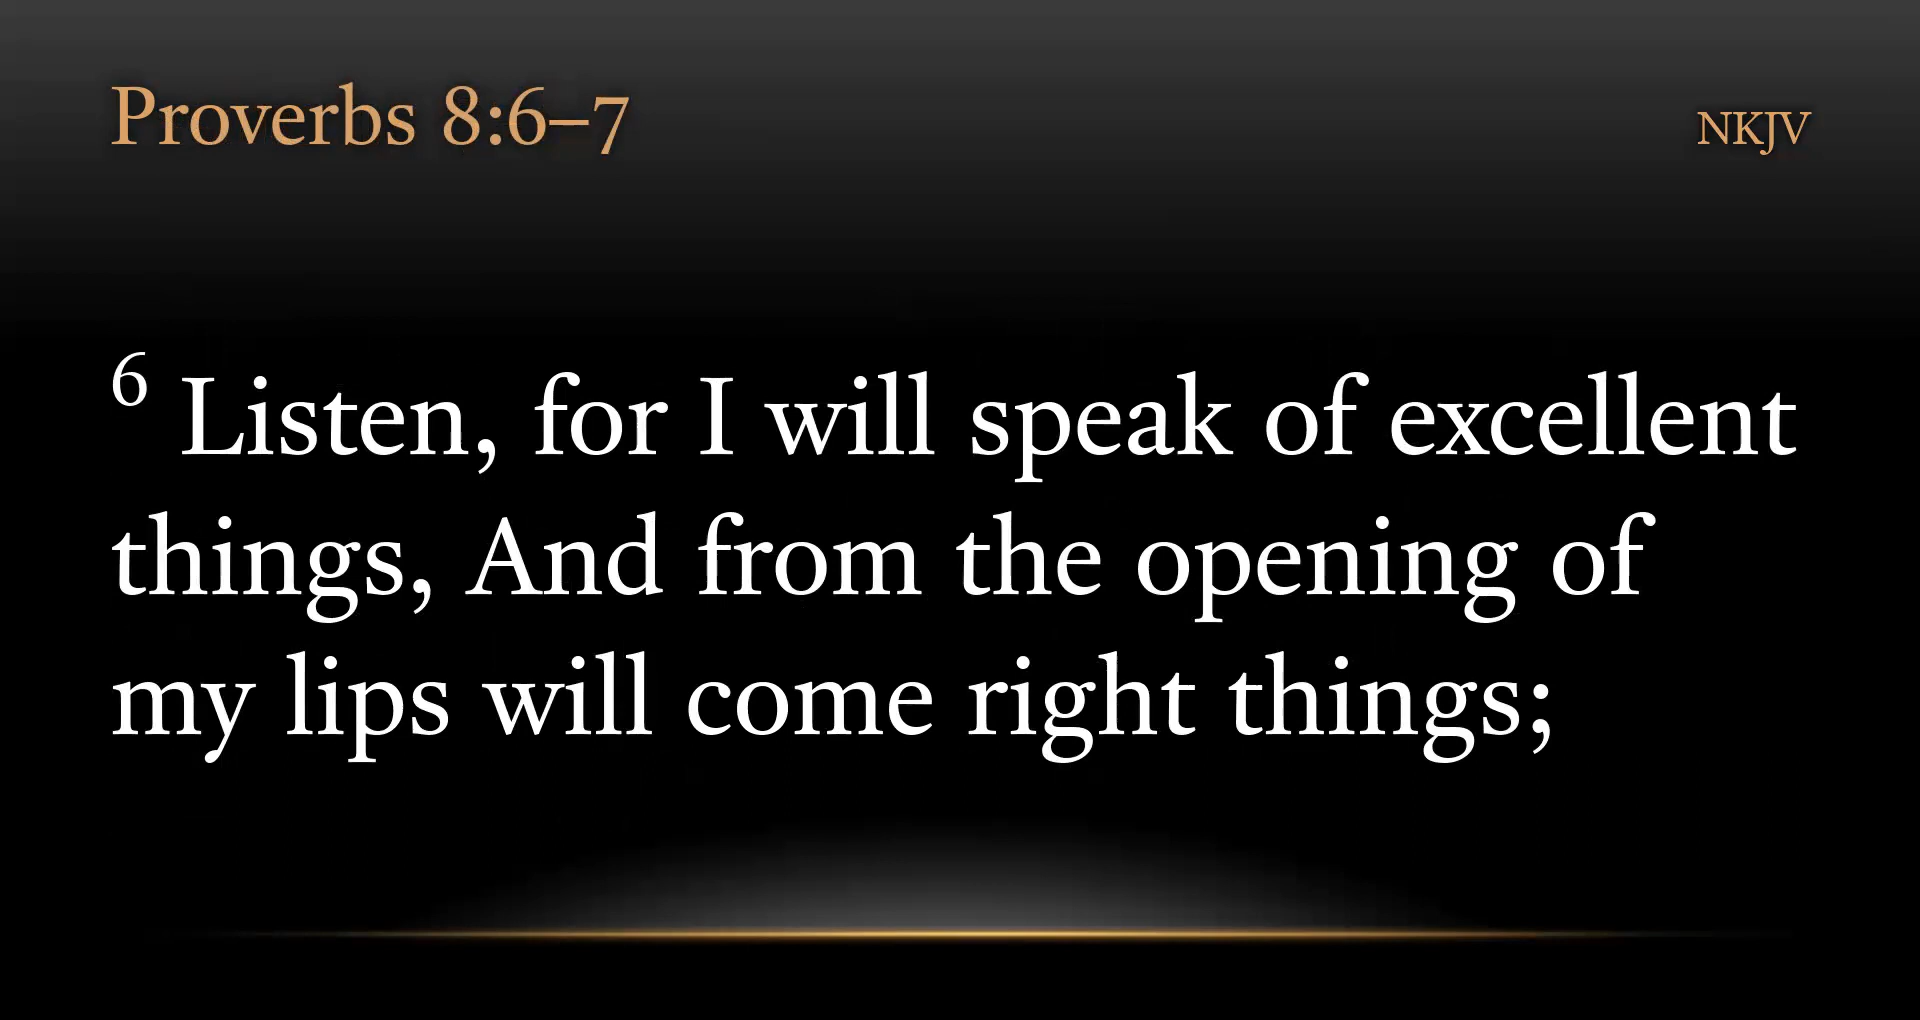 Proverbs 8:6–7
NKJV
6 Listen, for I will speak of excellent
things, And from the opening of
my lips will come right things;